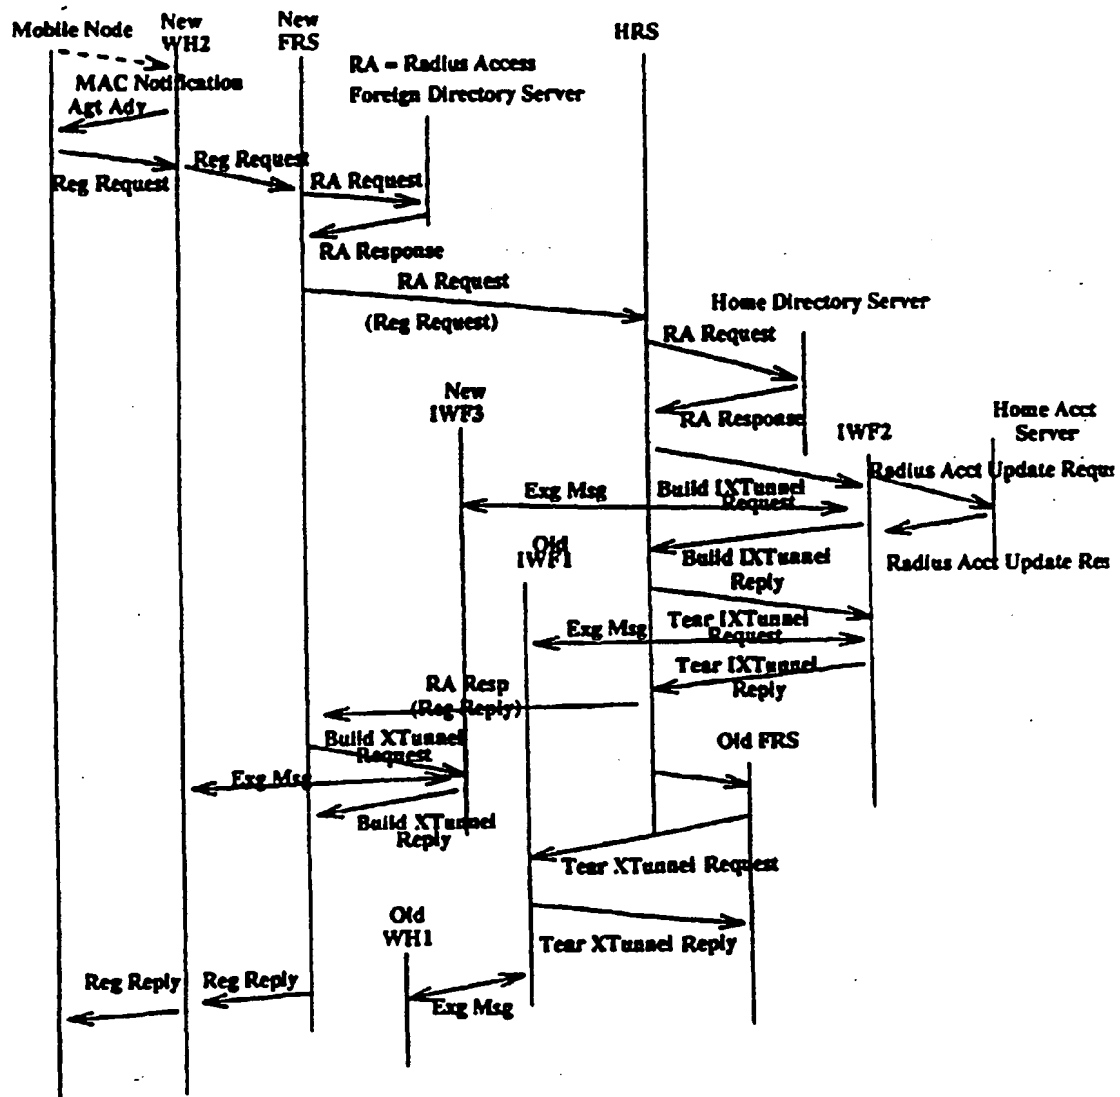 Mobile Node
New
WH2
New
FRS
HRS
RA = Radius Access
Foreign Directory Server
MAC Notification
Agt Adv
Reg Request
Reg Request
RA Request
RA Response
RA Request
(Reg Request)
Home Directory Server
RA Request
RA Response
New
IWF3
IWF2
Home Acct
Server
Radius Acct Update Reque
Exg Msg
Build IXTunnel
Request
Old
IWF1
Build IXTunnel
Reply
Radius Acct Update Res
Exg Msg
Tear IXTunnel
Request
Tear IXTunnel
Reply
RA Resp
(Reg Reply)
Build XTunnel
Request
Old FRS
Exg Msg
Build XTunnel
Reply
Tear XTunnel Request
Old
WH1
Tear XTunnel Reply
Reg Reply
Reg Reply
Exg Msg